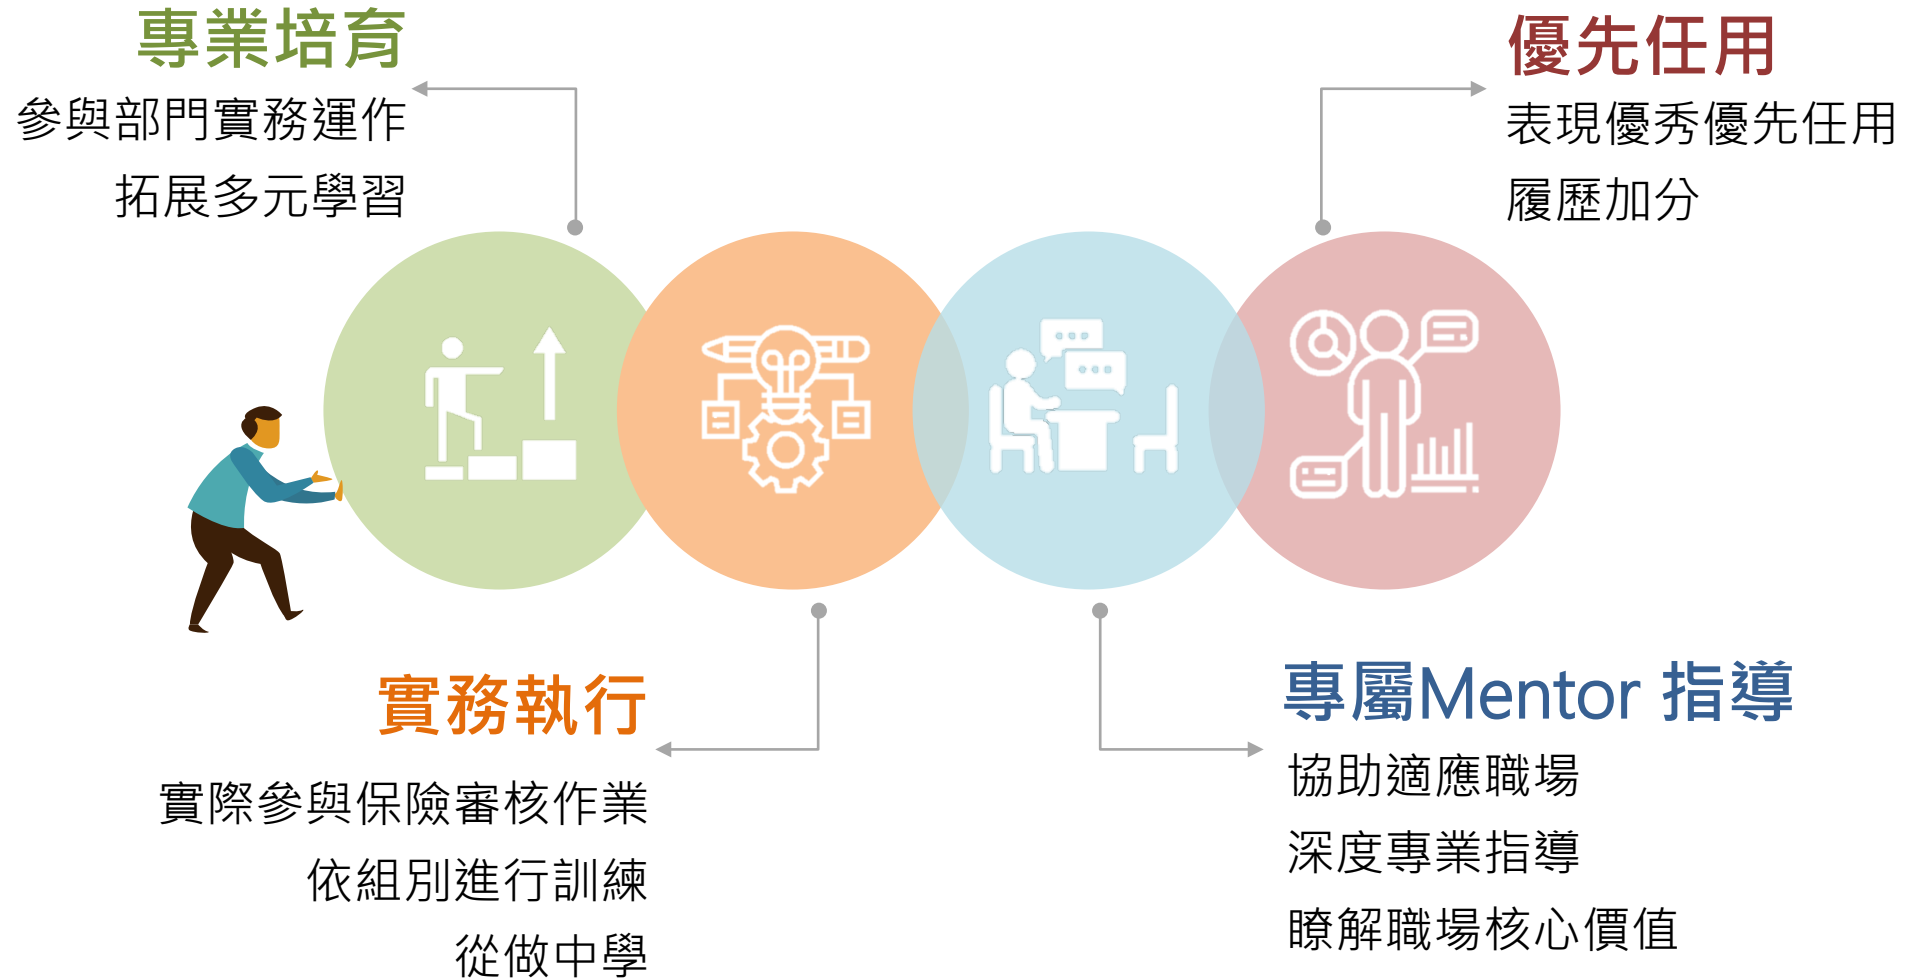 專業培育
參與部門實務運作
拓展多元學習
優先任用
表現優秀優先任用
履歷加分
實務執行
實際參與保險審核作業
依組別進行訓練
從做中學
專屬Mentor 指導
協助適應職場
深度專業指導
瞭解職場核心價值